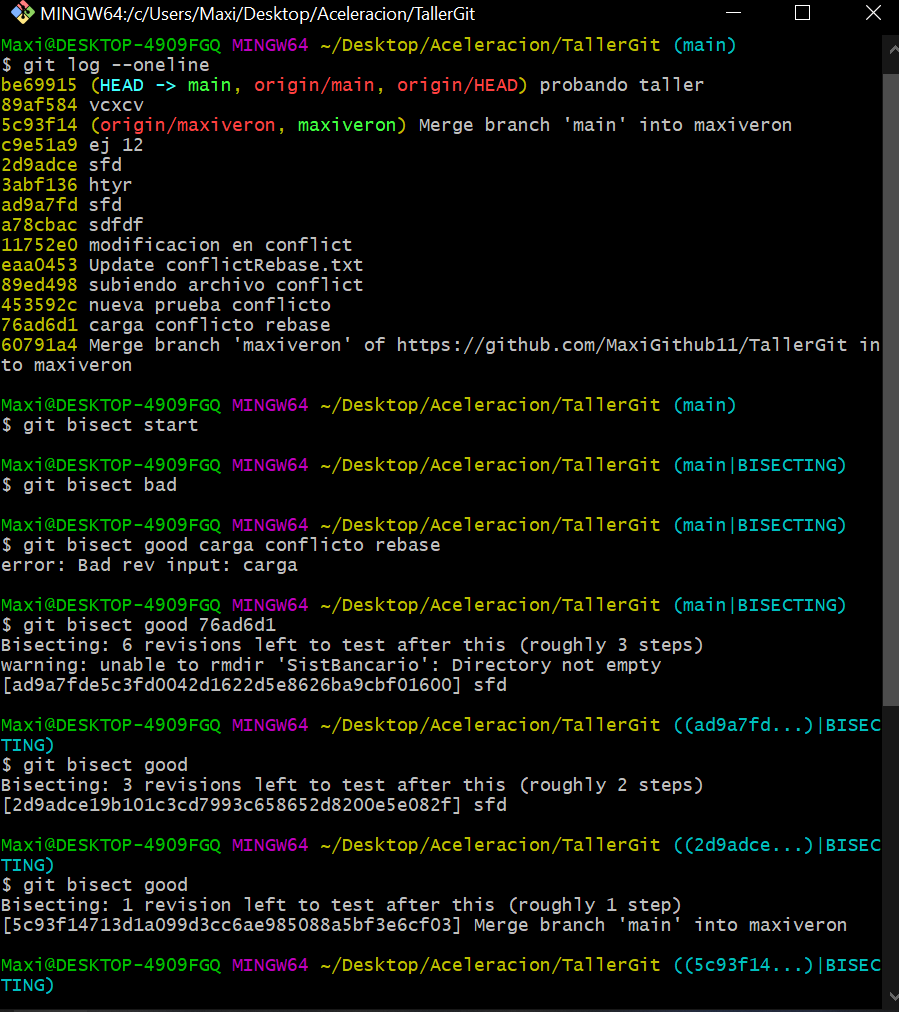 MINGW64:/c/Users/Maxi/Desktop/Aceleracion/TallerGit
Maxi@DESKTOP-4909FGQ MINGW64 ~/Desktop/Aceleracion/TallerGit (main)
$ git log --oneline
be69915 (HEAD -> main, origin/main, origin/HEAD) probando taller
89af584 vcxcv
5c93f14 (origin/maxiveron, maxiveron) Merge branch 'main' into maxiveron
c9e51a9 ej 12
2d9adce sfd
3abf136 htyr
ad9a7fd sfd
a78cbac sdfdf
11752e0 modificacion en conflict
eaa0453 Update conflictRebase.txt
89ed498 subiendo archivo conflict
453592c nueva prueba conflicto
76ad6d1 carga conflicto rebase
60791a4 Merge branch 'maxiveron' of https://github.com/MaxiGithub11/TallerGit in
to maxiveron
Maxi@DESKTOP-4909FGQ MINGW64 ~/Desktop/Aceleracion/TallerGit (main)
$ git bisect start
Maxi@DESKTOP-4909FGQ MINGW64 ~/Desktop/Aceleracion/TallerGit (main|BISECTING)
$ git bisect bad
Maxi@DESKTOP-4909FGQ MINGW64 ~/Desktop/Aceleracion/TallerGit (main|BISECTING)
$ git bisect good carga conflicto rebase
error: Bad rev input: carga
Maxi@DESKTOP-4909FGQ MINGW64 ~/Desktop/Aceleracion/TallerGit (main|BISECTING)
$ git bisect good 76ad6d1
Bisecting: 6 revisions left to test after this (roughly 3 steps)
warning: unable to rmdir 'SistBancario': Directory not empty
[ad9a7fde5c3fd0042d1622d5e8626ba9cbf01600] sfd
Maxi@DESKTOP-4909FGQ MINGW64 ~/Desktop/Aceleracion/TallerGit ((ad9a7fd...)|BISEC
TING)
$ git bisect good
Bisecting: 3 revisions left to test after this (roughly 2 steps)
[2d9adce19b101c3cd7993c658652d8200e5e082f] sfd
Maxi@DESKTOP-4909FGQ MINGW64 ~/Desktop/Aceleracion/TallerGit ((2d9adce...)|BISEC
TING)
$ git bisect good
Bisecting: 1 revision left to test after this (roughly 1 step)
[5c93f14713d1a099d3cc6ae985088a5bf3e6cf03] Merge branch 'main' into maxiveron
Maxi@DESKTOP-4909FGQ MINGW64 ~/Desktop/Aceleracion/TallerGit ((5c93f14...)|BISEC
TING)